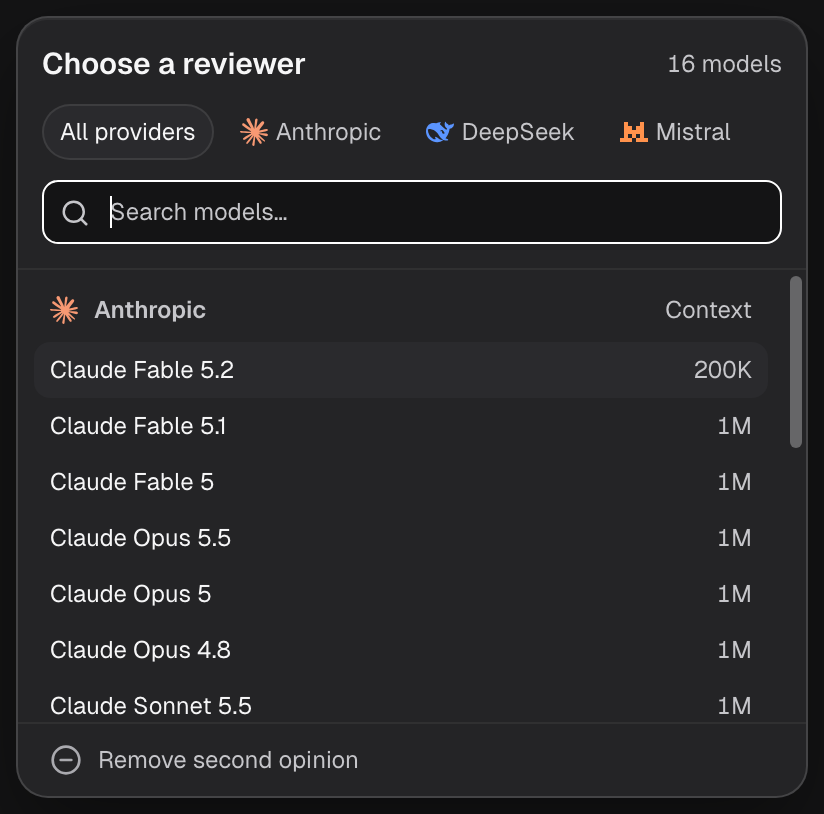 Choose a reviewer 16 models
All providers Anthropic DeepSeek Mistral
Search models...
Anthropic Context
Claude Fable 5.2 200K
Claude Fable 5.1 1M
Claude Fable 5 1M
Claude Opus 5.5 1M
Claude Opus 5 1M
Claude Opus 4.8 1M
Claude Sonnet 5.5 1M
Remove second opinion